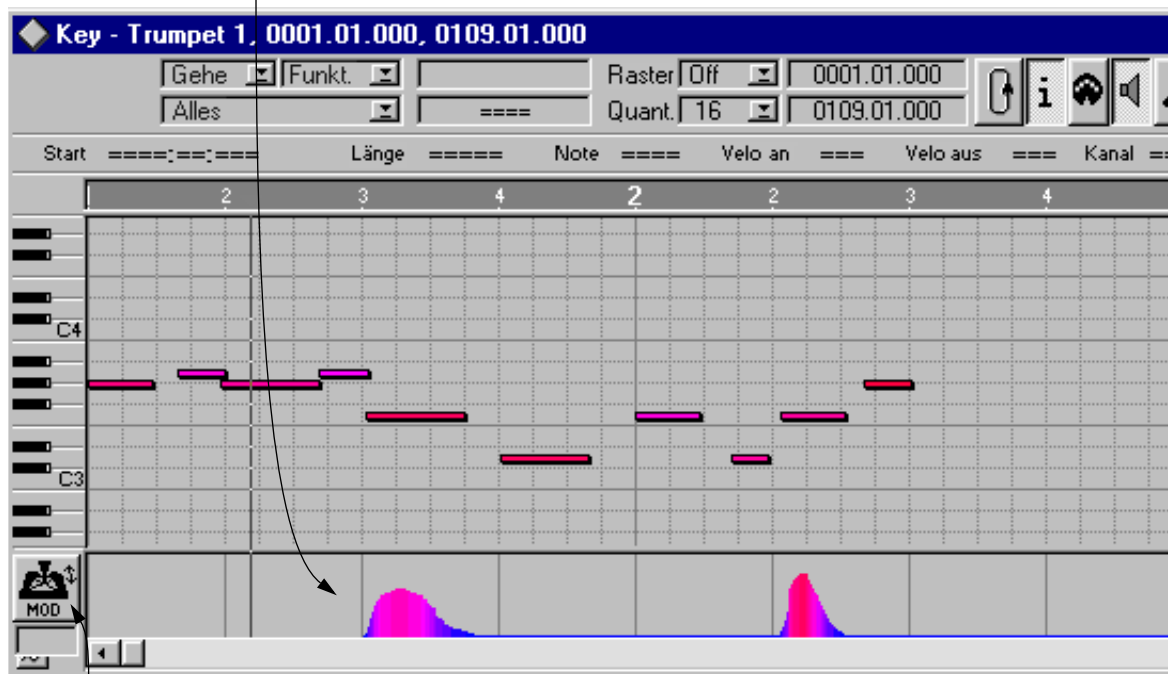 Key - Trumpet 1, 0001.01.000, 0109.01.000
Gehe Funkt. Raster Off 0001.01.000
Alles ==== Quant. 16 0109.01.000
Start ====:==:=== Länge ===== Note ==== Velo an === Velo aus === Kanal ==
2 3 4 2 2 3 4
C4
C3
MOD